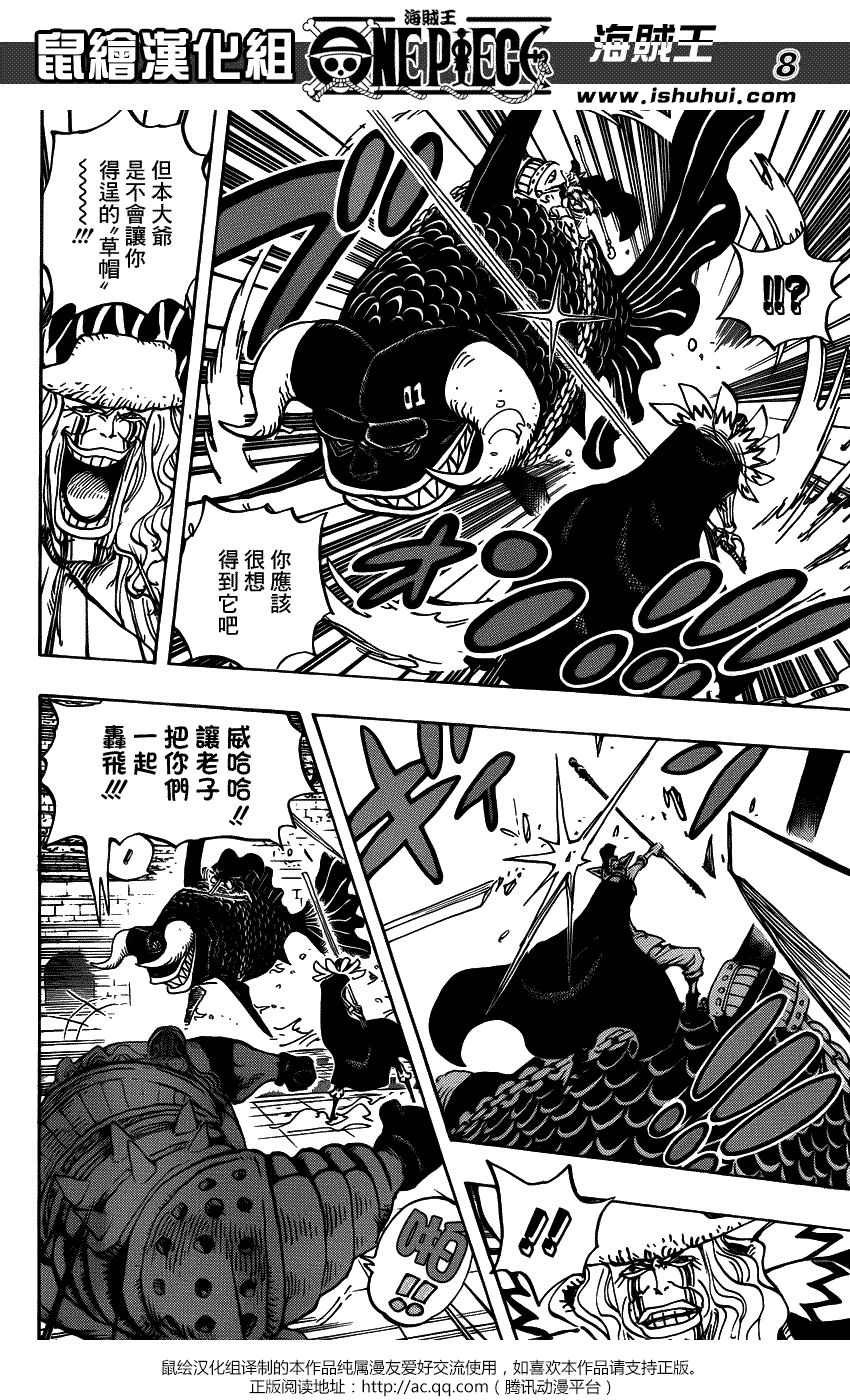 鼠繪漢化組
海賊王
ONE PIECE
海賊王
8
www.ishuhui.com
!!?
01
你應該
很想
得到它吧
但本大爺
是不會讓你
得逞的"草帽"
~~~~~!!!
ギ
ン
威哈哈哈!!
讓老子
把你們
一起
轟飛!!!
啪!!
!!
鼠绘汉化组译制的本作品纯属漫友爱好交流使用，如喜欢本作品请支持正版。
正版阅读地址：http://ac.qq.com（腾讯动漫平台）